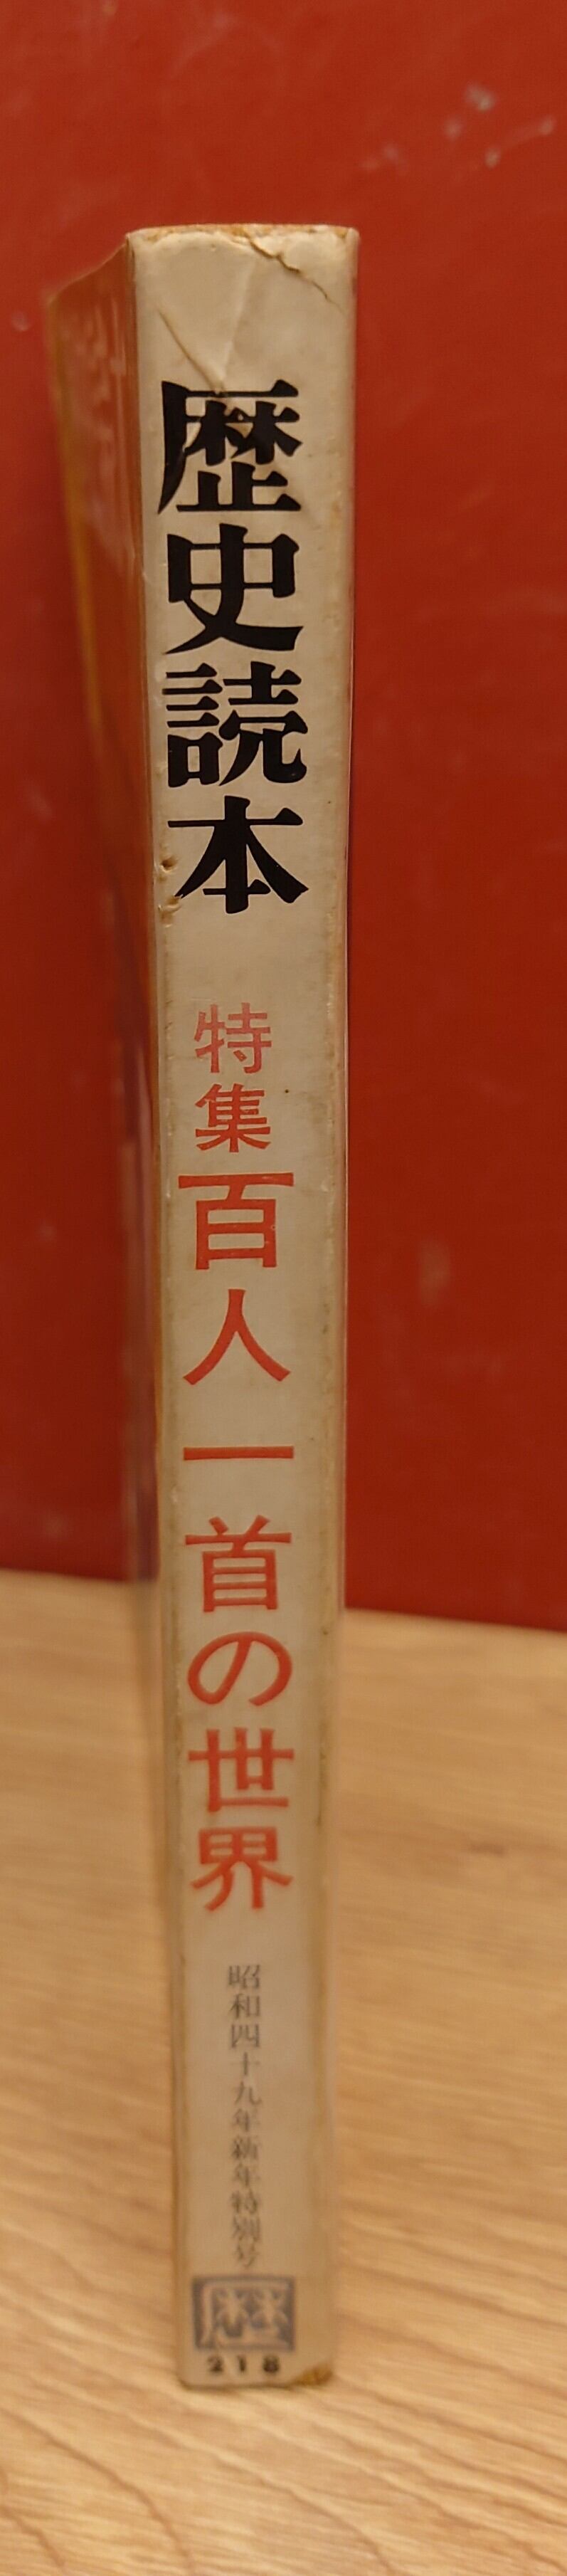 歴史読本
特集 百人一首の世界
昭和四十九年新年特別号
歴
218